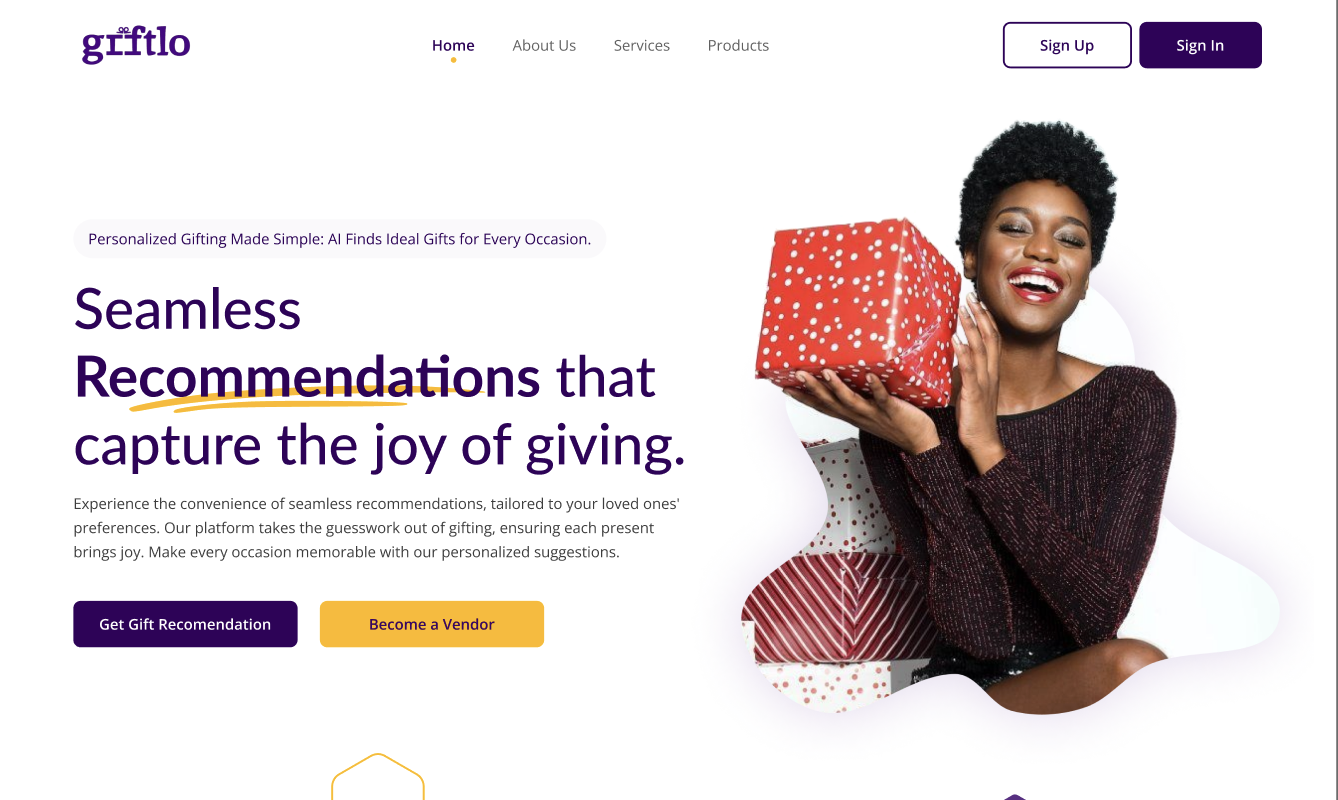 griftlo
Home
About Us
Services
Products
Sign Up
Sign In
Personalized Gifting Made Simple: AI Finds Ideal Gifts for Every Occasion.
Seamless
Recommendations that
capture the joy of giving.
Experience the convenience of seamless recommendations, tailored to your loved ones'
preferences. Our platform takes the guesswork out of gifting, ensuring each present
brings joy. Make every occasion memorable with our personalized suggestions.
Get Gift Recomendation
Become a Vendor